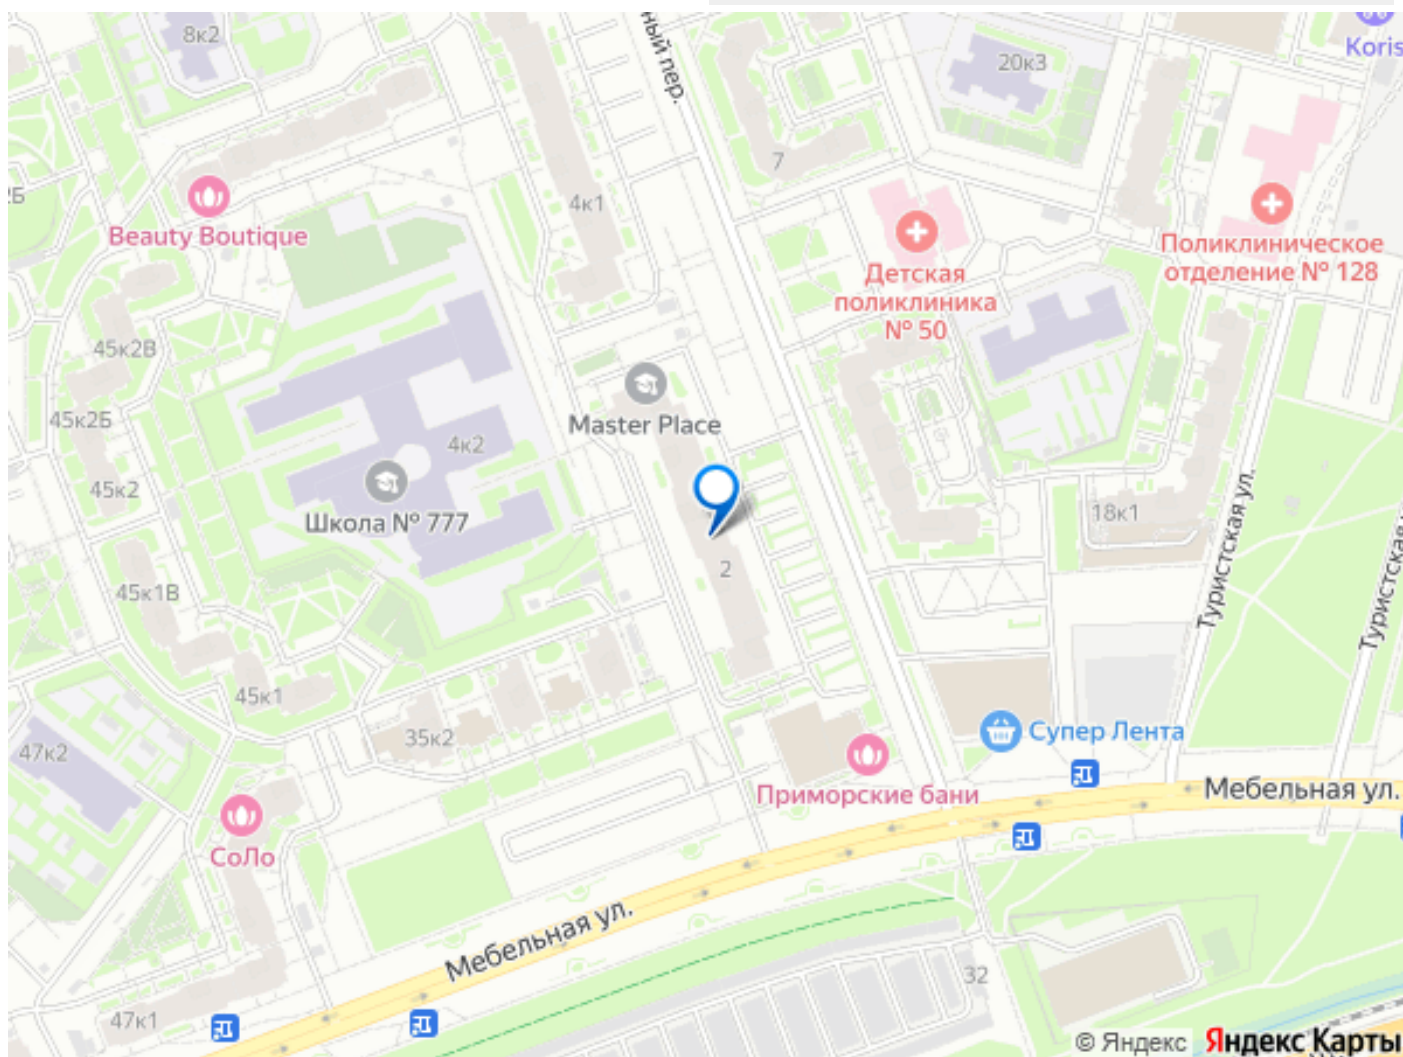 8к2
ный пер.
20к3
Koris
7
4к1
Beauty Boutique
Детская
поликлиника
№ 50
Поликлиническое
отделение № 128
45к2В
45к2Б
45к2
Master Place
4к2
Школа № 777
18к1
Туристская ул.
Туристская
2
45к1В
45к1
35к2
47к2
Супер Лента
Приморские бани
Мебельная ул.
СоЛо
Мебельная ул.
32
47к1
© Яндекс Яндекс Карты